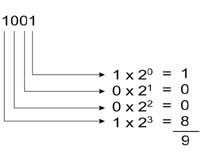 1001
1 x 2⁰ = 1
0 x 2¹ = 0
0 x 2² = 0
1 x 2³ = 8
9